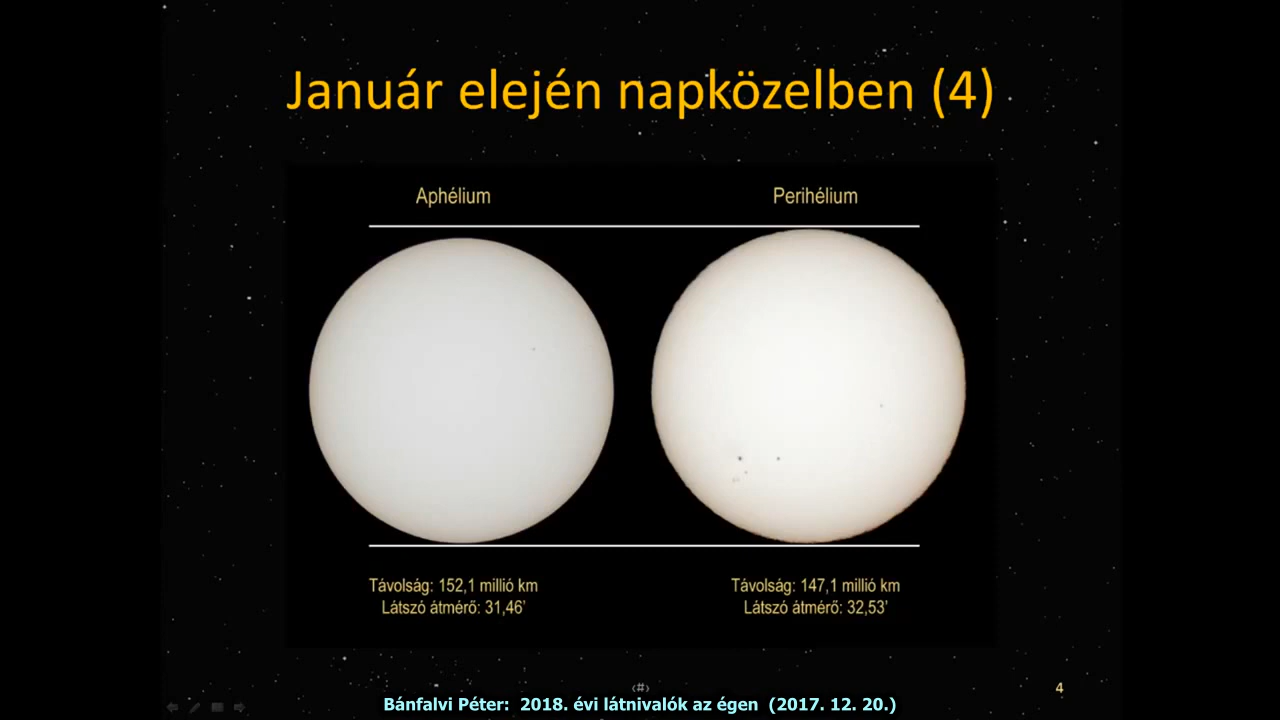 Január elején napközelben (4)
Aphélium
Perihélium
Távolság: 152,1 millió km
Látszó átmérő: 31,46'
Távolság: 147,1 millió km
Látszó átmérő: 32,53'
(#)
4
Bánfalvi Péter: 2018. évi látnivalók az égen (2017. 12. 20.)